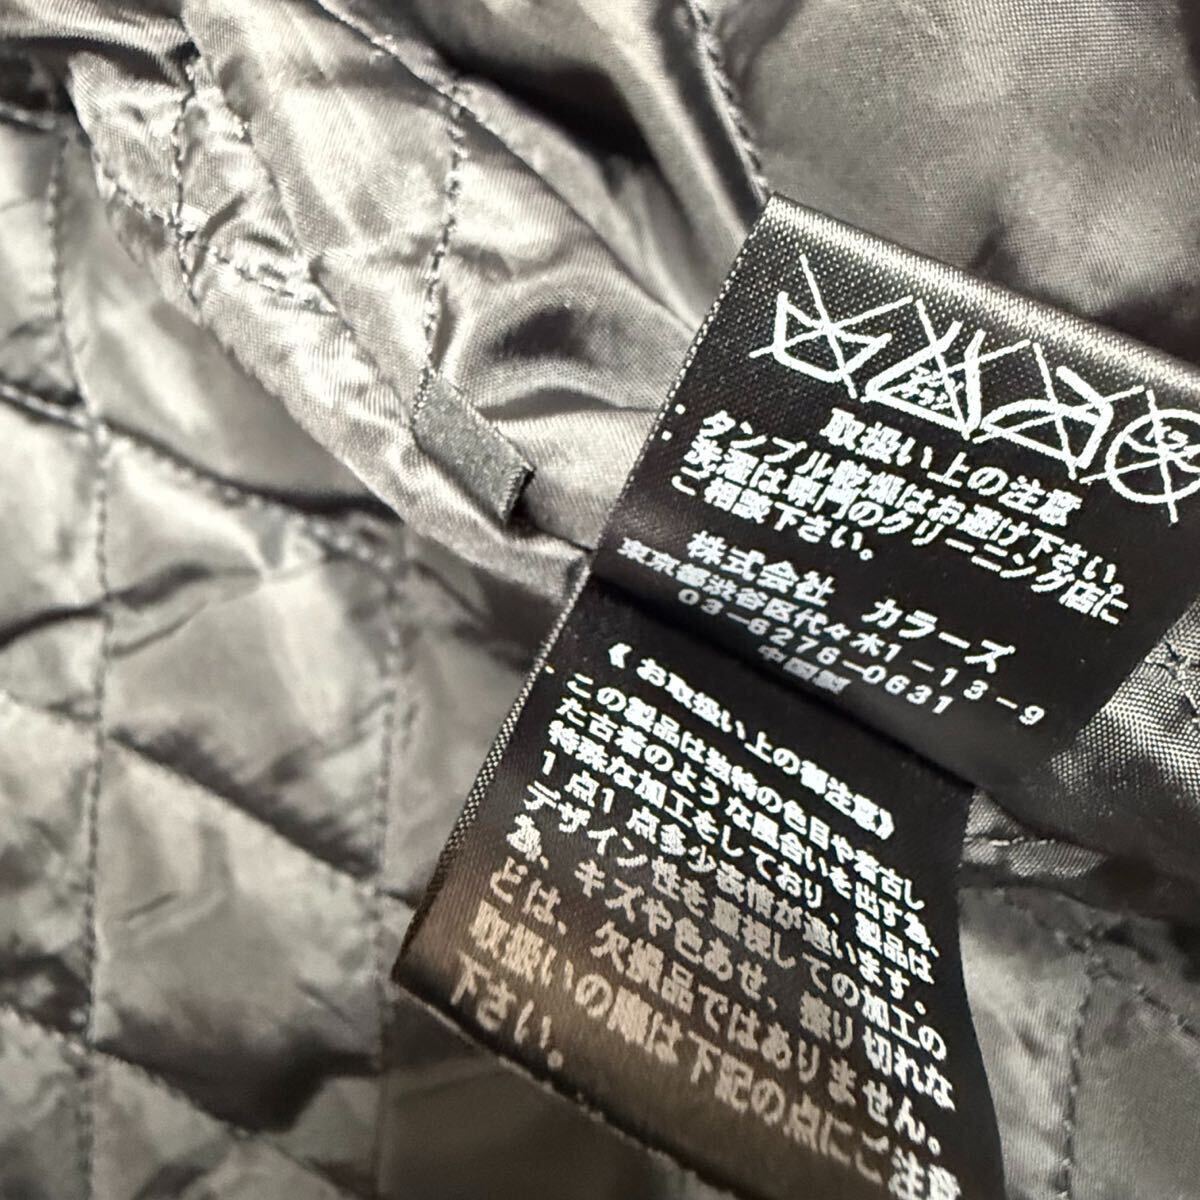 取扱い上の注意
タンブル乾燥はお避け下さい。
洗濯は専門のクリーニング店に
ご相談下さい。
株式会社 カラーズ
東京都渋谷区代々木1-13-9
03-6276-0631
中国製
《お取扱い上の御注意》
この製品は独特の色目や着古し
た古着のような風合いを出す為、
特殊な加工をしており、製品は
1点1点多少表情が違います。
デザイン性を重視しての加工の
為、キズや色あせ、擦り切れな
どは、欠損品ではありません。
取扱いの際は下記の点にご注意
下さい。